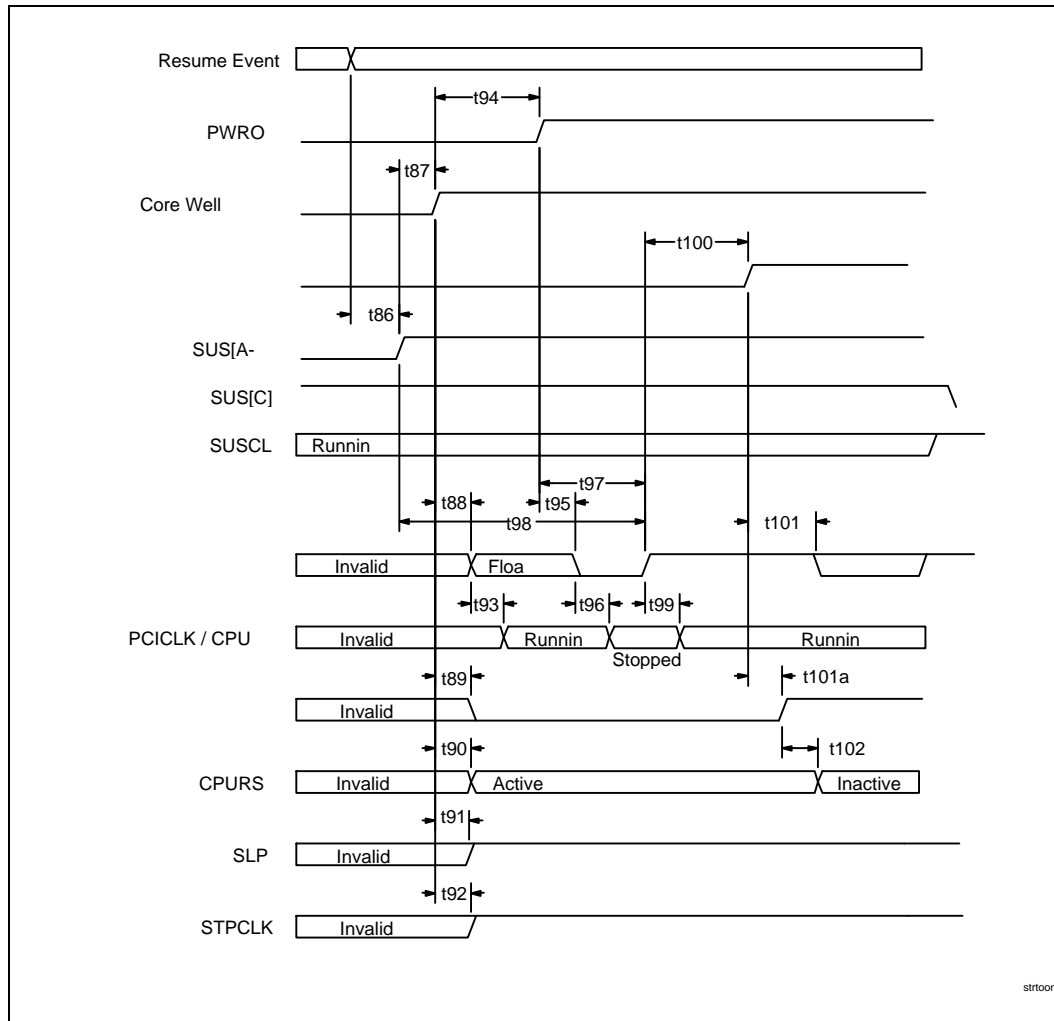 Resume Event
t94
PWRO
t87
Core Well
t100
t86
SUS[A-
SUS[C]
SUSCL
Runnin
t97
t88
t95
t98
t101
Invalid
Floa
t93
t96
t99
PCICLK / CPU
Invalid
Runnin
Stopped
Runnin
t89
t101a
Invalid
t90
t102
CPURS
Invalid
Active
Inactive
t91
SLP
Invalid
t92
STPCLK
Invalid
strtoon